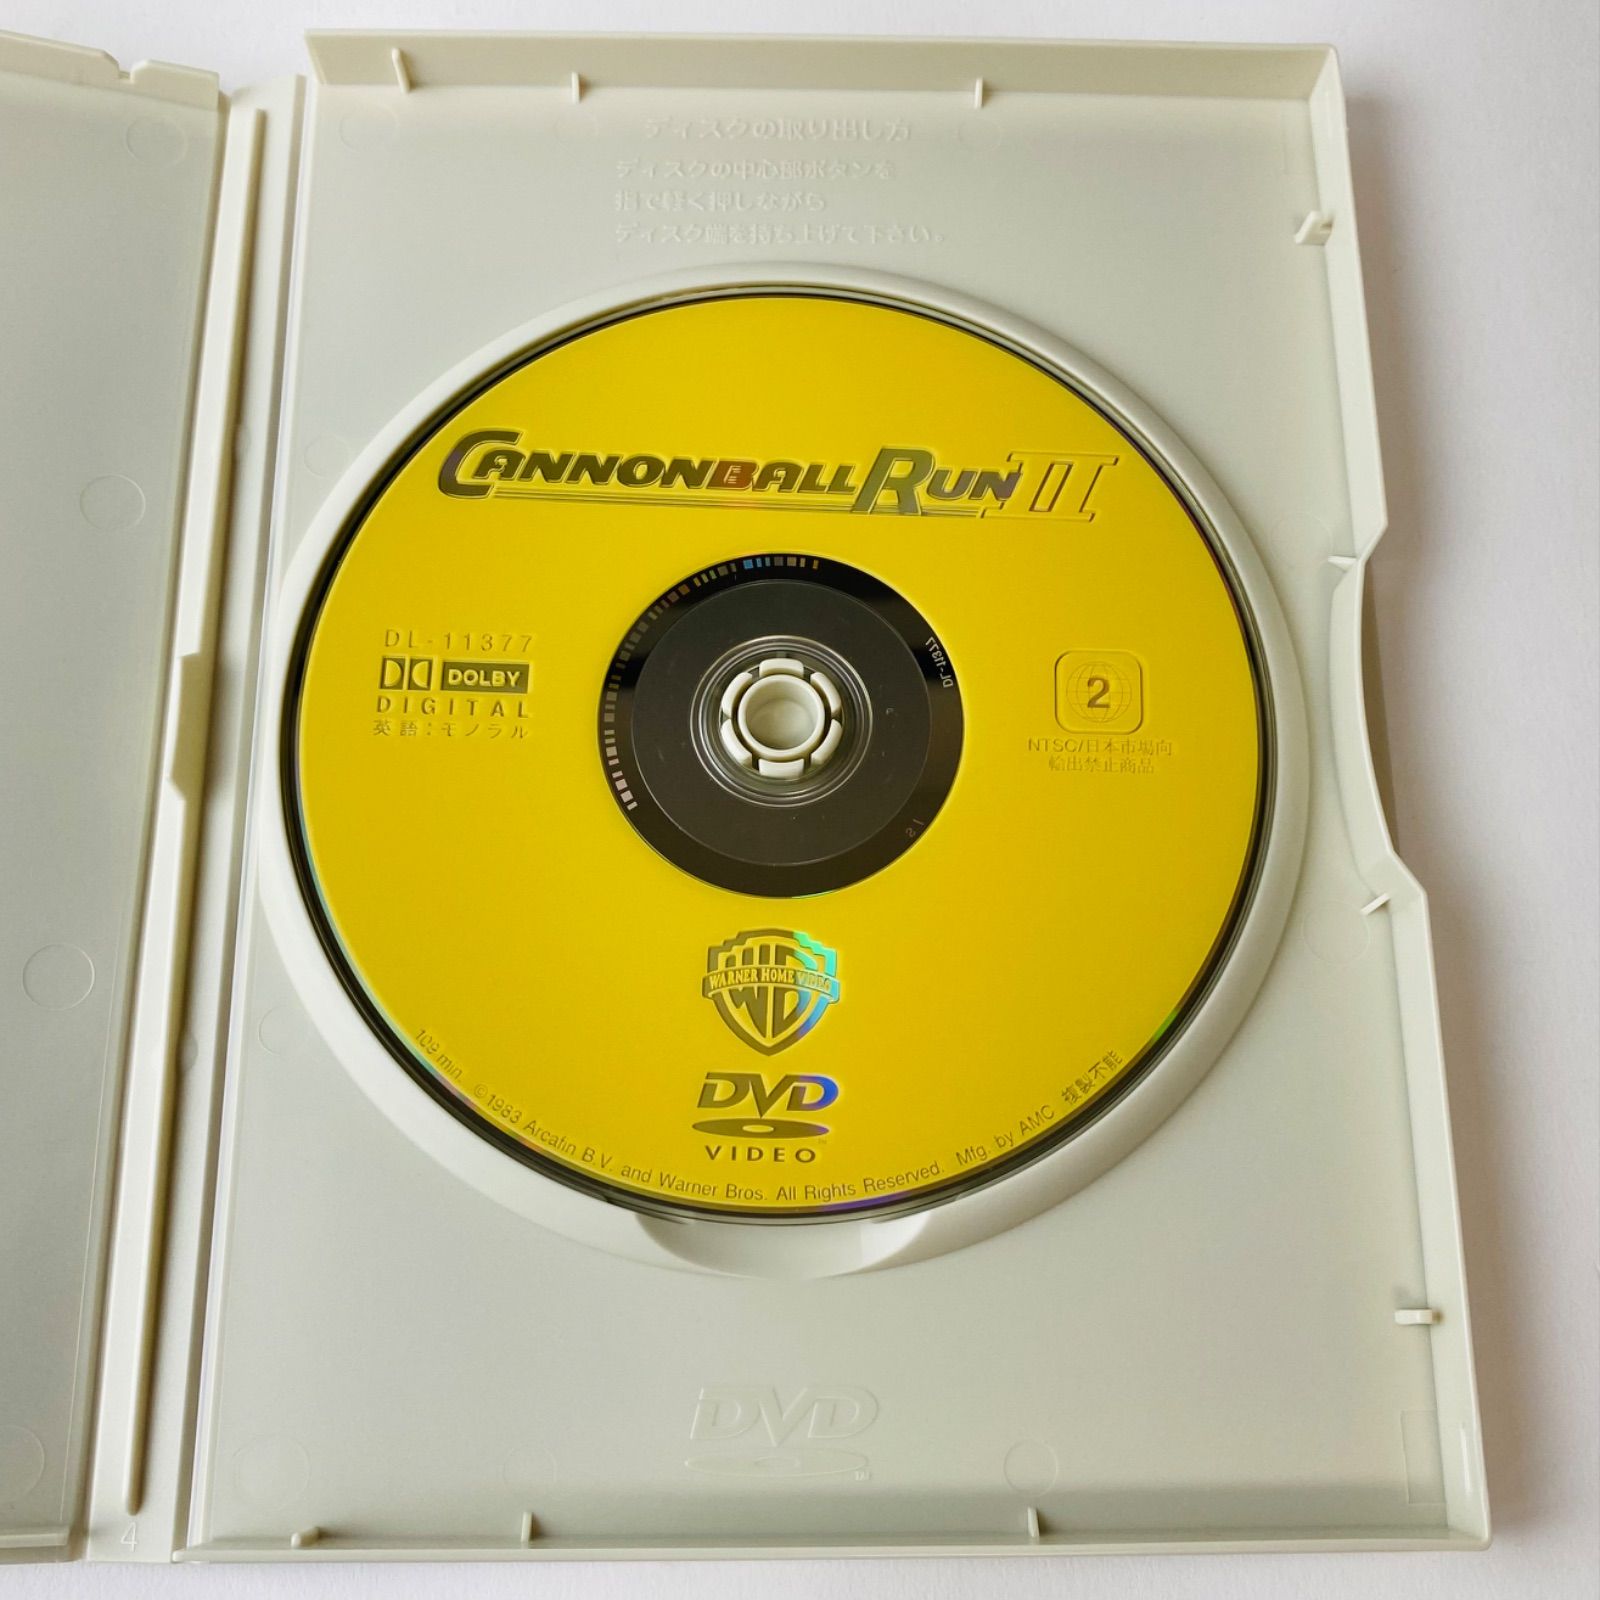 ディスクの取り出し方
ディスクの中心部ボタンを
指で軽く押しながら
ディスク端を持ち上げて下さい。
CANNONBALL RUN II
DL-11377
DOLBY
DIGITAL
英語:モノラル
DL-11377
2
NTSC/日本市場向
輸出禁止商品
WARNER HOME VIDEO
DVD
VIDEO
109 min. ©1983 Arcafin B.V. and Warner Bros. All Rights Reserved. Mfg. by AMC 複製不能
DVD
4